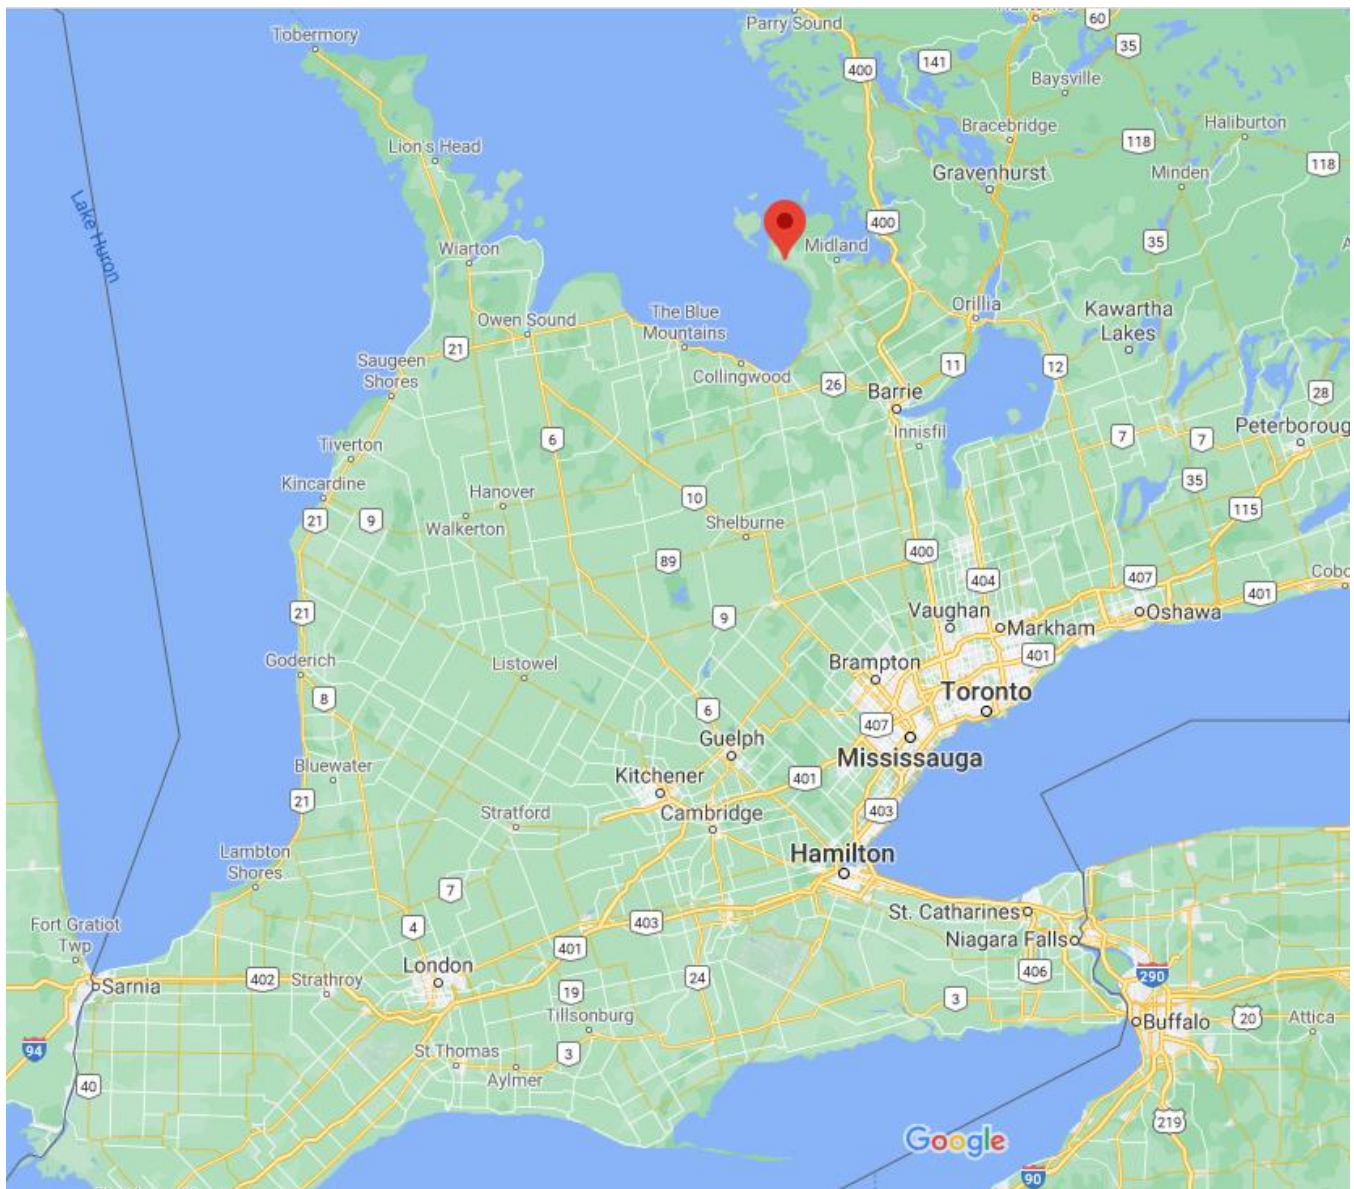 Tobermory
Parry Sound
60
35
141
400
Baysville
Lion's Head
Bracebridge
Haliburton
118
118
Gravenhurst
Minden
Lake Huron
400
Wiarton
Midland
35
Owen Sound
The Blue
Mountains
Orillia
Kawartha
Lakes
21
Saugeen
Shores
Collingwood
26
11
12
Barrie
28
Innisfil
Peterboroug
Tiverton
6
7
7
Kincardine
Hanover
10
35
21
9
Walkerton
Shelburne
115
400
89
404
407
Cobo
401
21
9
Vaughan
Oshawa
Markham
Goderich
Listowel
Brampton
401
8
Toronto
6
407
Guelph
Mississauga
Bluewater
Kitchener
401
21
Stratford
Cambridge
403
Lambton
Shores
Hamilton
7
St. Catharines
Fort Gratiot
Twp
4
403
Niagara Falls
401
London
406
290
Sarnia
402
Strathroy
24
19
3
Tillsonburg
Buffalo
20
Attica
94
St Thomas
3
Aylmer
40
219
Google
90